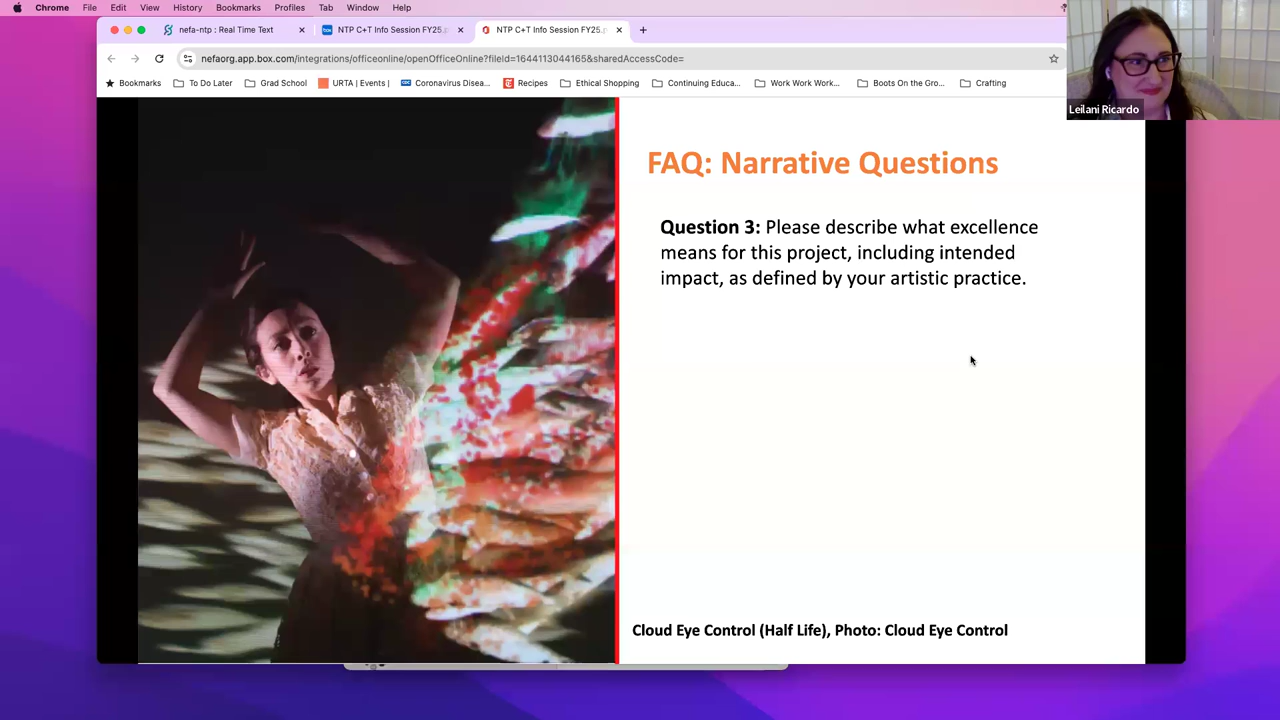 Chrome File Edit View History Bookmarks Profiles Tab Window Help
nefa-ntp : Real Time Text
NTP C+T Info Session FY25.p
NTP C+T Info Session FY25.p
nefaorg.app.box.com/integrations/officeonline/openOfficeOnline?fileId=1644113044165&sharedAccessCode=
Bookmarks To Do Later Grad School URTA | Events | Coronavirus Disea... Recipes Ethical Shopping Continuing Educa... Work Work Work... Boots On the Gro... Crafting
Leilani Ricardo
FAQ: Narrative Questions
Question 3: Please describe what excellence
means for this project, including intended
impact, as defined by your artistic practice.
Cloud Eye Control (Half Life), Photo: Cloud Eye Control